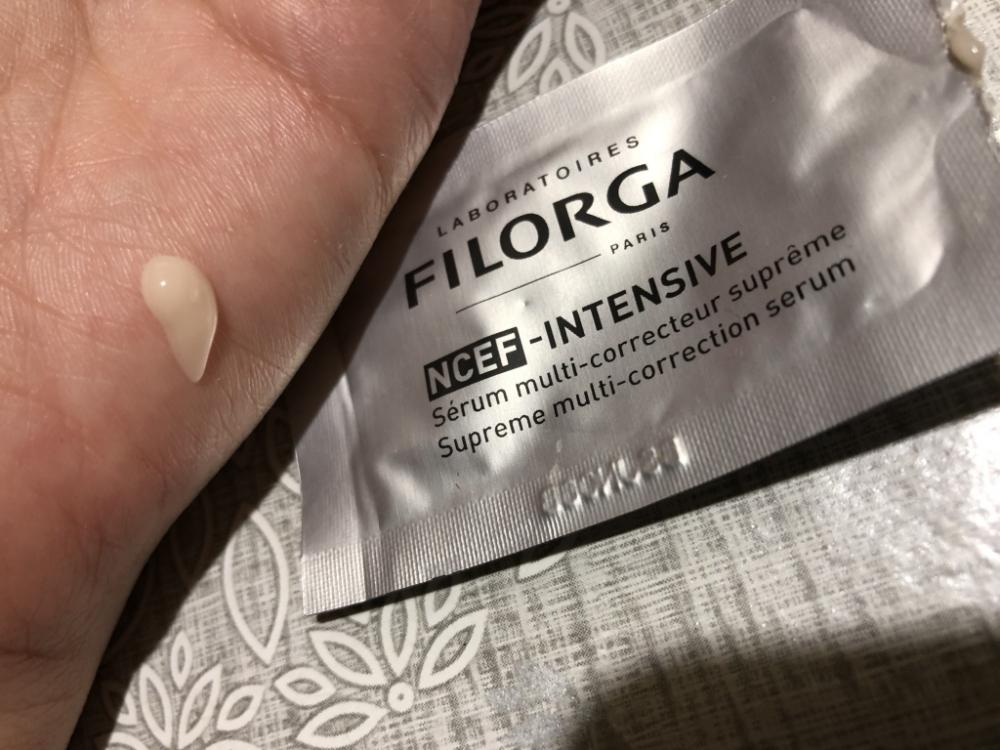 LABORATOIRES
FILORGA
PARIS
NCEF-INTENSIVE
Sérum multi-correcteur suprême
Supreme multi-correction serum